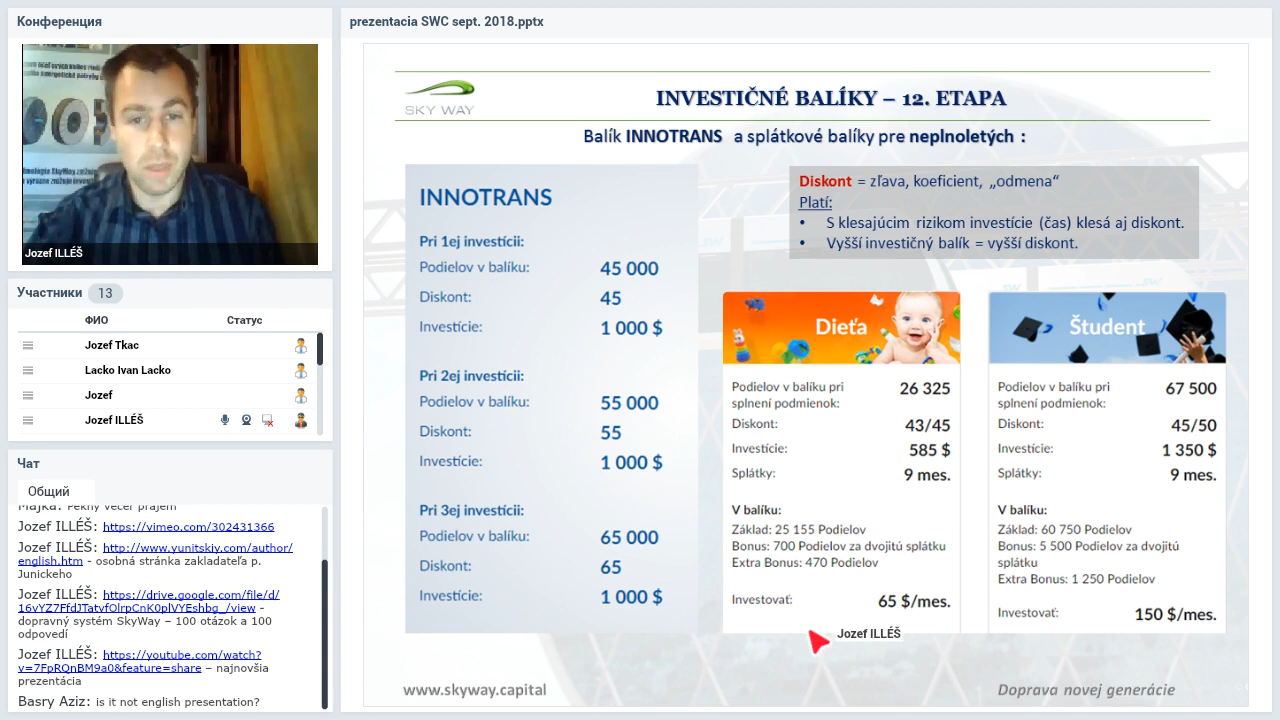 Конференция
Jozef ILLÉŠ
Участники 13
ФИО Статус
Jozef Tkac
Lacko Ivan Lacko
Jozef
Jozef ILLÉŠ
Чат
Общий
Majka: Pekny vecer prajem
Jozef ILLÉŠ: https://vimeo.com/302431366
Jozef ILLÉŠ: http://www.yunitskiy.com/author/
english.htm - osobná stránka zakladateľa p.
Junickeho
Jozef ILLÉŠ: https://drive.google.com/file/d/
dopravný systém SkyWay – 100 otázok a 100
odpovedí
Jozef ILLÉŠ: https://youtube.com/watch?
v=7FpRQnBM9a0&feature=share – najnovšia
prezentácia
Basry Aziz: is it not english presentation?
prezentacia SWC sept. 2018.pptx
SKY WAY
INVESTIČNÉ BALÍKY – 12. ETAPA
Balík INNOTRANS a splátkové balíky pre neplnoletých :
INNOTRANS
Pri 1ej investícii:
Podielov v balíku: 45 000
Diskont: 45
Investície: 1 000 $
Pri 2ej investícii:
Podielov v balíku: 55 000
Diskont: 55
Investície: 1 000 $
Pri 3ej investícii:
Podielov v balíku: 65 000
Diskont: 65
Investície: 1 000 $
Diskont = zľava, koeficient, „odmena“
Platí:
• S klesajúcim rizikom investície (čas) klesá aj diskont.
• Vyšší investičný balík = vyšší diskont.
Dieťa
Podielov v balíku pri 26 325
splnení podmienok:
Diskont: 43/45
Investície: 585 $
Splátky: 9 mes.
V balíku:
Základ: 25 155 Podielov
Bonus: 700 Podielov za dvojitú splátku
Extra Bonus: 470 Podielov
Investovať: 65 $/mes.
Študent
Podielov v balíku pri 67 500
splnení podmienok:
Diskont: 45/50
Investície: 1 350 $
Splátky: 9 mes.
V balíku:
Základ: 60 750 Podielov
Bonus: 5 500 Podielov za dvojitú
splátku
Extra Bonus: 1 250 Podielov
Investovať: 150 $/mes.
Jozef ILLÉŠ
www.skyway.capital
Doprava novej generácie